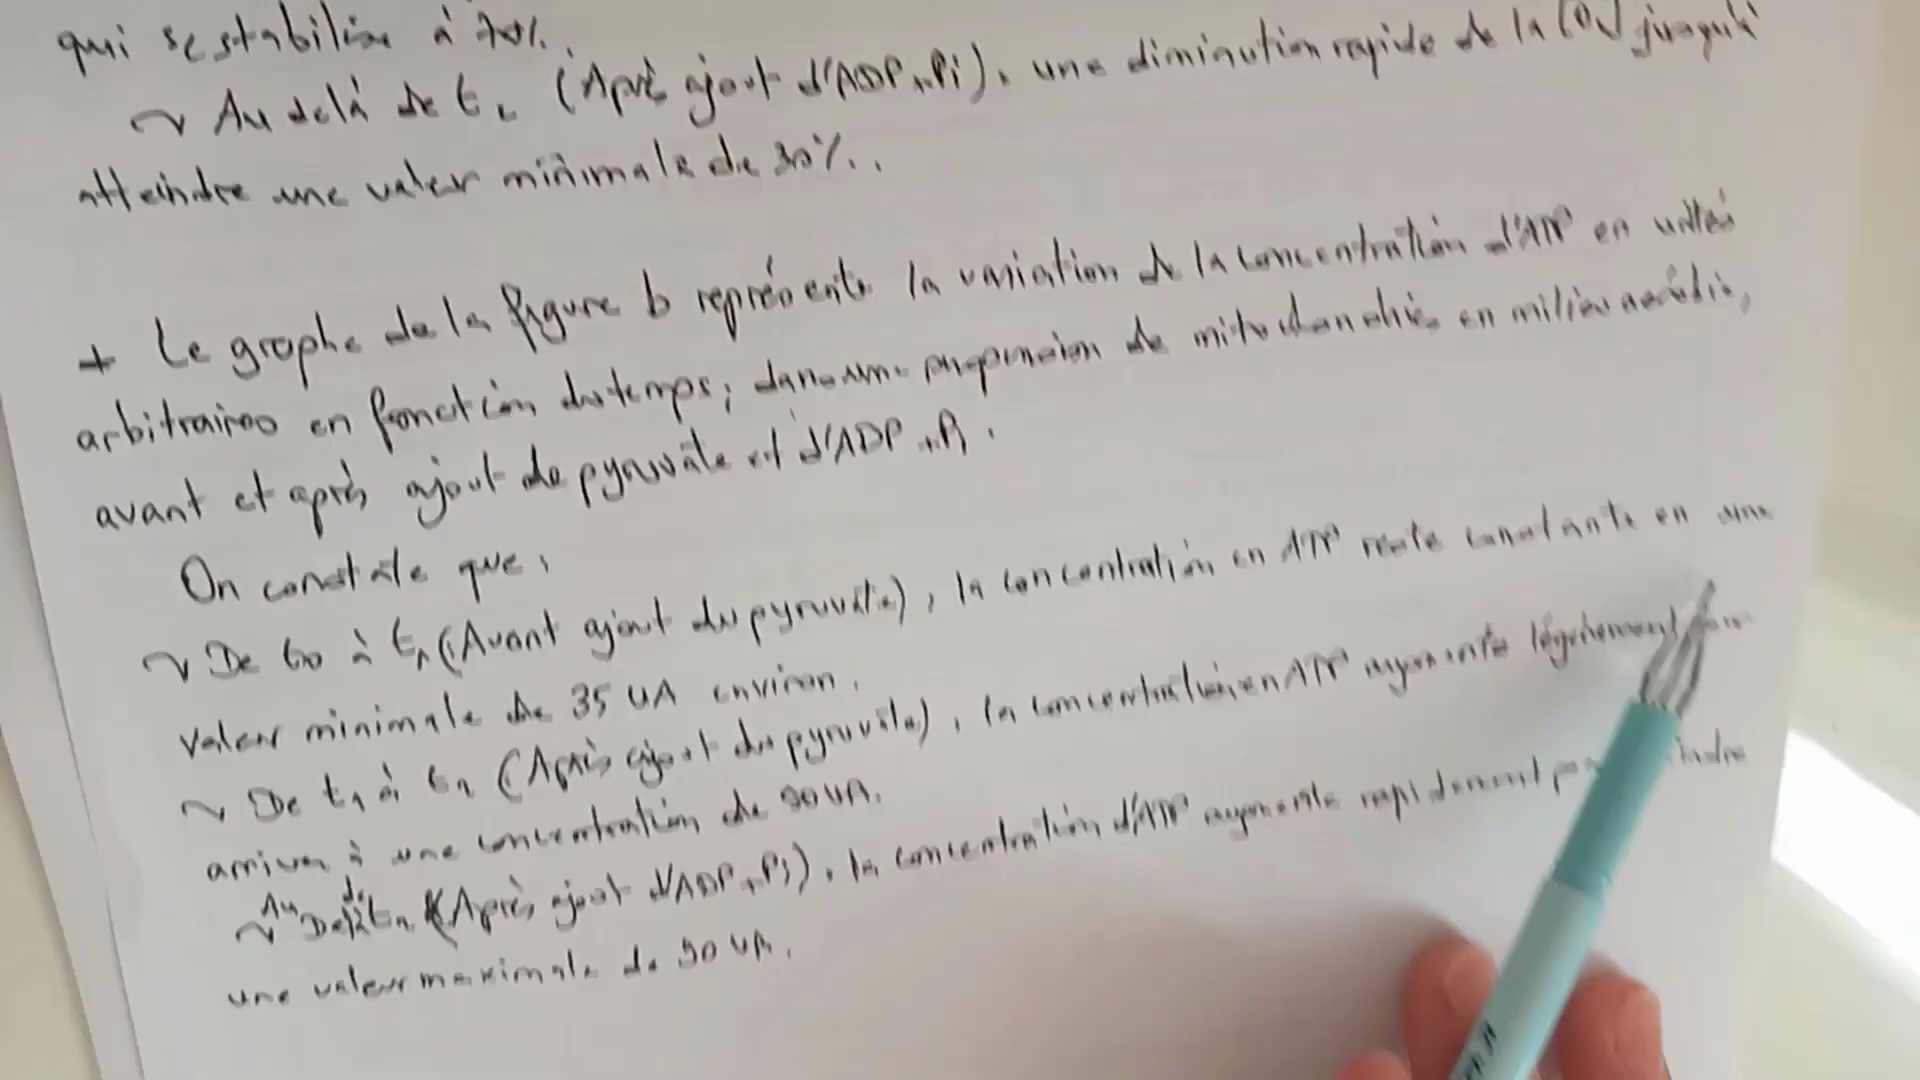 qui se stabilise à 70%.
~ Au delà de t2 (Après ajout d'ADP+Pi), une diminution rapide de la [O2] jusqu'à
atteindre une valeur minimale de 30%.
+ Le graphe de la figure b représente la variation de la concentration d'ATP en unités
arbitraires en fonction du temps, dans une suspension de mitochondries en milieu
avant et après ajout de pyruvate et d'ADP+Pi.
On constate que:
~ De t0 à t1 (Avant ajout du pyruvate), la concentration en ATP reste constante en une
valeur minimale de 35 UA environ.
~ De t1 à t2 (Après ajout du pyruvate), la concentration en ATP augmente légèrement
arriver à une concentration de UA.
~ Au delà de t2 (Après ajout d'ADP+Pi), la concentration d'ATP augmente rapidement
une valeur maximale de 90 UA.